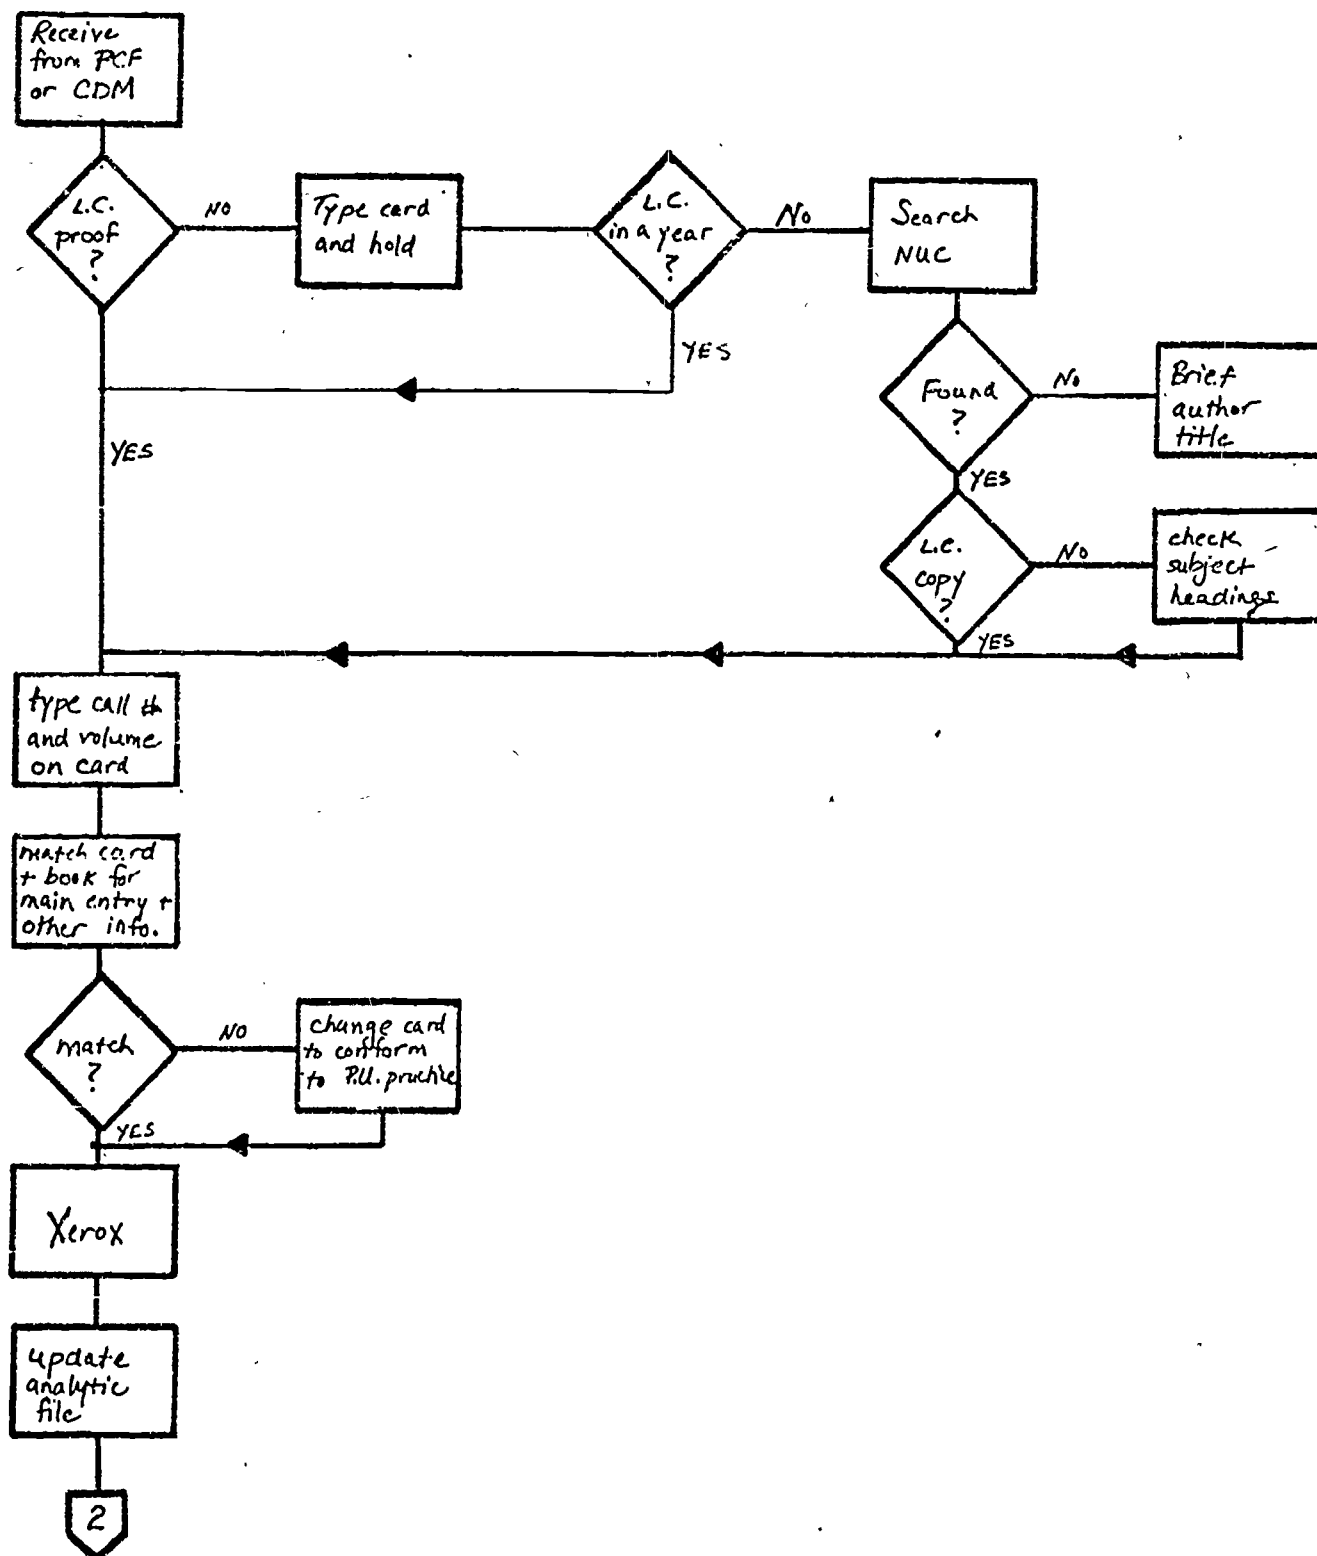 Receive
from PCF
or CDM
L.C.
proof
?
NO
Type card
and hold
L.C.
in a year
?
No
Search
NUC
YES
YES
Found
?
No
Brief
author
title
YES
L.C.
copy
?
No
check
subject
headings
YES
type call #
and volume
on card
match card
+ book for
main entry +
other info.
match
?
NO
change card
to conform
to P.U. practice
YES
Xerox
update
analytic
file
2